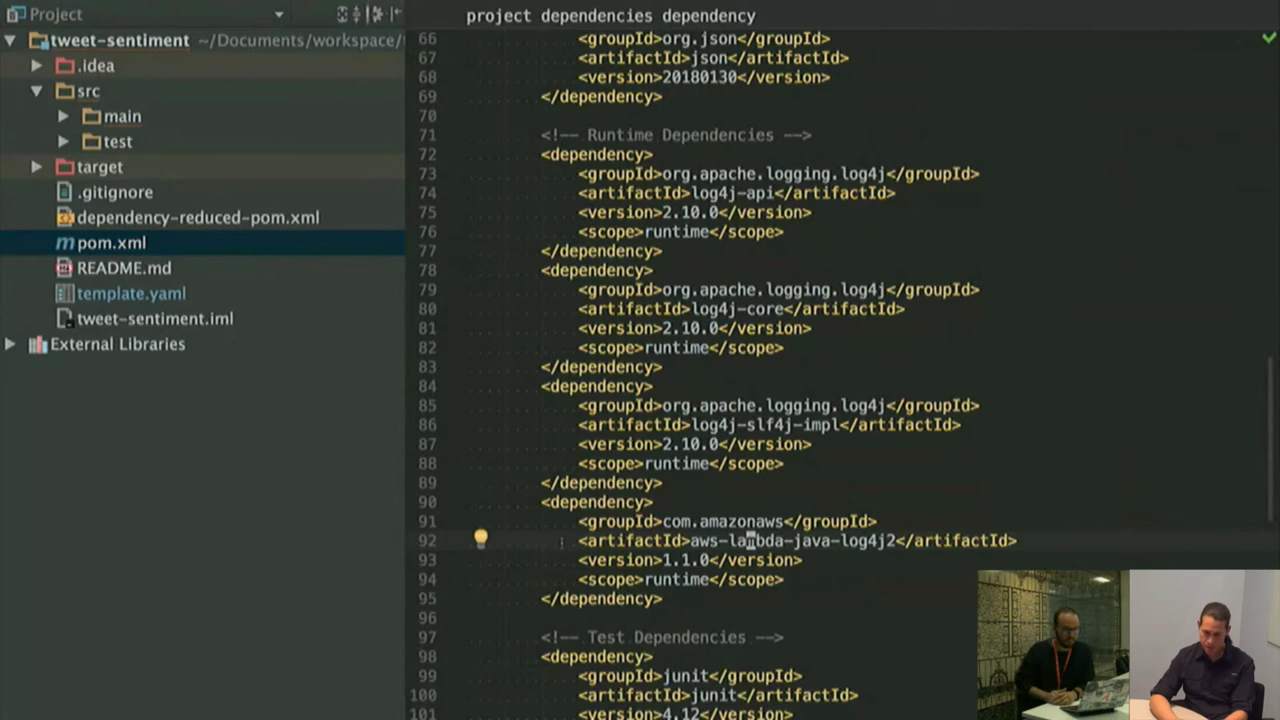 Project
tweet-sentiment ~/Documents/workspace/
.idea
src
main
test
target
.gitignore
dependency-reduced-pom.xml
pom.xml
README.md
template.yaml
tweet-sentiment.iml
External Libraries
project dependencies dependency
66 <groupId>org.json</groupId>
67 <artifactId>json</artifactId>
68 <version>20180130</version>
69 </dependency>
70
71 <!-- Runtime Dependencies -->
72 <dependency>
73 <groupId>org.apache.logging.log4j</groupId>
74 <artifactId>log4j-api</artifactId>
75 <version>2.10.0</version>
76 <scope>runtime</scope>
77 </dependency>
78 <dependency>
79 <groupId>org.apache.logging.log4j</groupId>
80 <artifactId>log4j-core</artifactId>
81 <version>2.10.0</version>
82 <scope>runtime</scope>
83 </dependency>
84 <dependency>
85 <groupId>org.apache.logging.log4j</groupId>
86 <artifactId>log4j-slf4j-impl</artifactId>
87 <version>2.10.0</version>
88 <scope>runtime</scope>
89 </dependency>
90 <dependency>
91 <groupId>com.amazonaws</groupId>
92 <artifactId>aws-lambda-java-log4j2</artifactId>
93 <version>1.1.0</version>
94 <scope>runtime</scope>
95 </dependency>
96
97 <!-- Test Dependencies -->
98 <dependency>
99 <groupId>junit</groupId>
100 <artifactId>junit</artifactId>
101 <version>4.12</version>